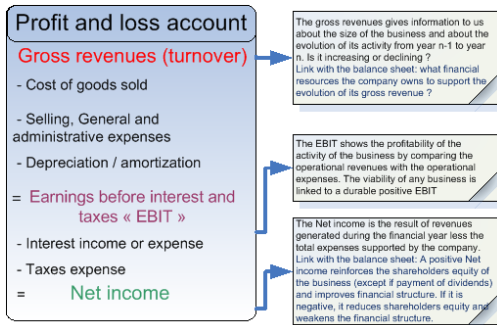 Profit and loss account
Gross revenues (turnover)
- Cost of goods sold
- Selling, General and
administrative expenses
- Depreciation / amortization
= Earnings before interest and
taxes « EBIT »
- Interest income or expense
- Taxes expense
= Net income
The gross revenues gives information to us
about the size of the business and about the
evolution of its activity from year n-1 to year
n. Is it increasing or declining ?
Link with the balance sheet: what financial
resources the company owns to support the
evolution of its gross revenue ?
The EBIT shows the profitability of the
activity of the business by comparing the
operational revenues with the operational
expenses. The viability of any business is
linked to a durable positive EBIT
The Net income is the result of revenues
generated during the financial year less the
total expenses supported by the company.
Link with the balance sheet: A positive Net
income reinforces the shareholders equity of
the business (except if payment of dividends)
and improves financial structure. If it is
negative, it reduces shareholders equity and
weakens the financial structure.